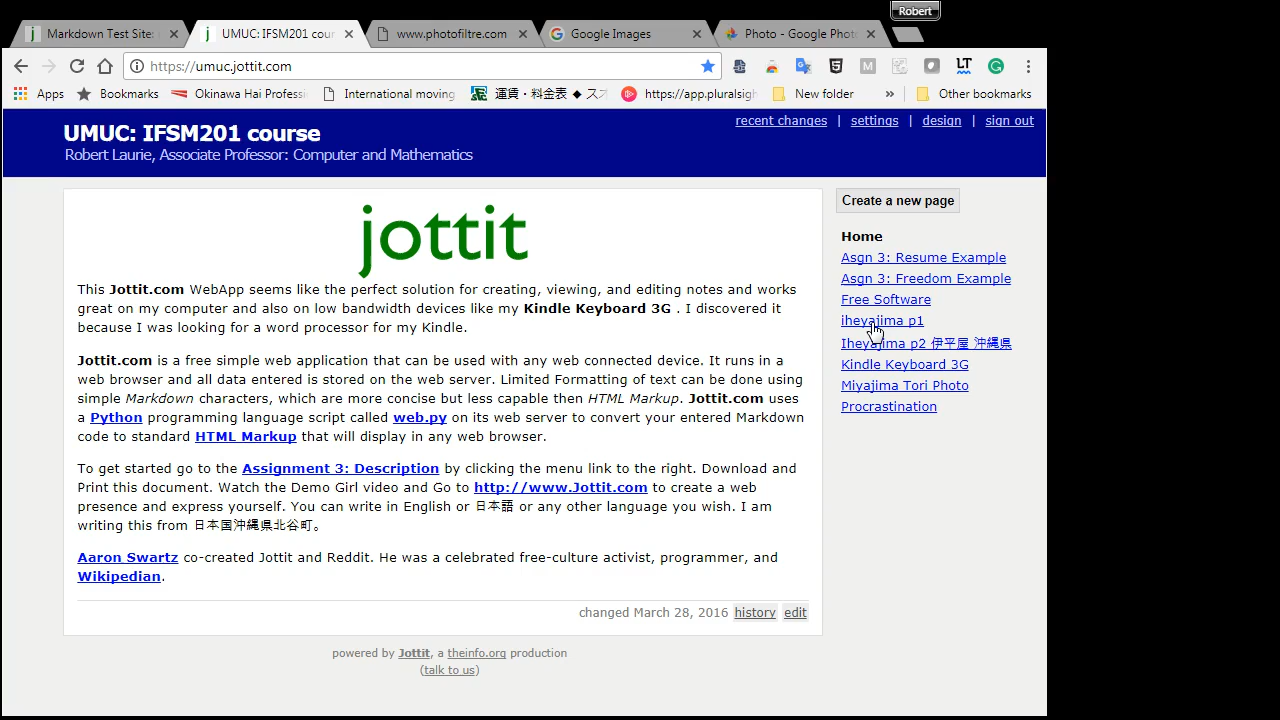 Robert
Markdown Test Site:
UMUC: IFSM201 cour
www.photofiltre.com
Google Images
Photo - Google Phot
https://umuc.jottit.com
Apps
Bookmarks
Okinawa Hai Profess
International moving
運賃・料金表 ◆ ス
https://app.pluralsigh
New folder
»
Other bookmarks
UMUC: IFSM201 course
Robert Laurie, Associate Professor: Computer and Mathematics
recent changes | settings | design | sign out
jottit
This Jottit.com WebApp seems like the perfect solution for creating, viewing, and editing notes and works
great on my computer and also on low bandwidth devices like my Kindle Keyboard 3G . I discovered it
because I was looking for a word processor for my Kindle.
Jottit.com is a free simple web application that can be used with any web connected device. It runs in a
web browser and all data entered is stored on the web server. Limited Formatting of text can be done using
simple Markdown characters, which are more concise but less capable then HTML Markup. Jottit.com uses
a Python programming language script called web.py on its web server to convert your entered Markdown
code to standard HTML Markup that will display in any web browser.
To get started go to the Assignment 3: Description by clicking the menu link to the right. Download and
Print this document. Watch the Demo Girl video and Go to http://www.Jottit.com to create a web
presence and express yourself. You can write in English or 日本語 or any other language you wish. I am
writing this from 日本国沖縄県北谷町。
Aaron Swartz co-created Jottit and Reddit. He was a celebrated free-culture activist, programmer, and
Wikipedian.
changed March 28, 2016 history edit
powered by Jottit, a theinfo.org production
(talk to us)
Create a new page
Home
Asgn 3: Resume Example
Asgn 3: Freedom Example
Free Software
iheyajima p1
Iheyajima p2 伊平屋 沖縄県
Kindle Keyboard 3G
Miyajima Tori Photo
Procrastination